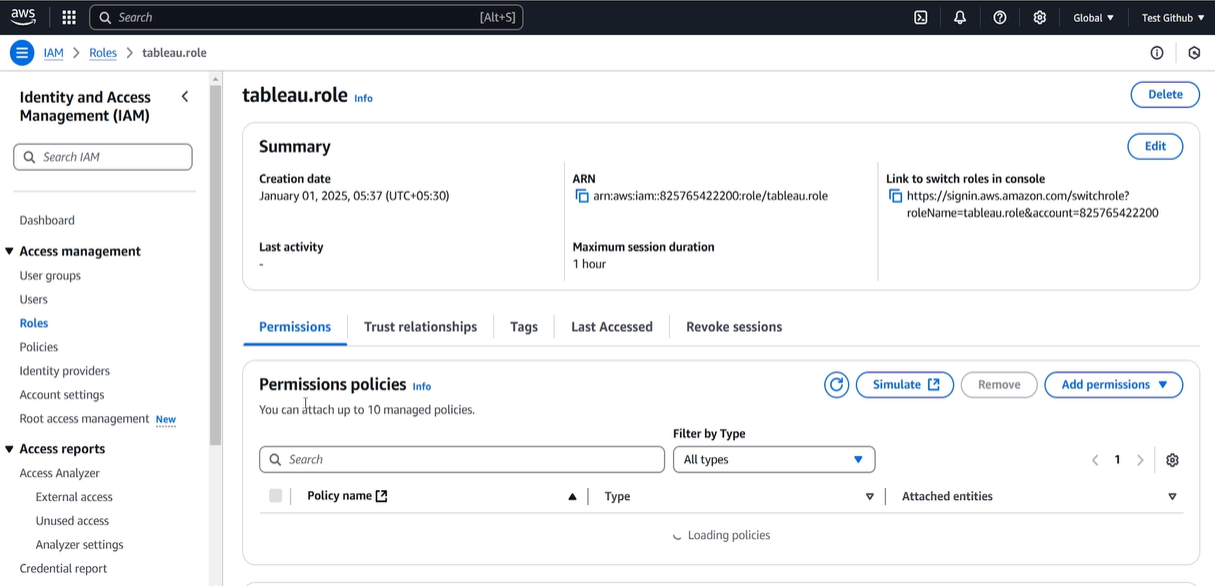 aws
Search [Alt+S]
Global
Test Github
IAM
Roles
tableau.role
Identity and Access
Management (IAM)
Search IAM
Dashboard
Access management
User groups
Users
Roles
Policies
Identity providers
Account settings
Root access management New
Access reports
Access Analyzer
External access
Unused access
Analyzer settings
Credential report
tableau.role Info
Delete
Summary
Edit
Creation date
January 01, 2025, 05:37 (UTC+05:30)
ARN
arn:aws:iam::825765422200:role/tableau.role
Link to switch roles in console
https://signin.aws.amazon.com/switchrole?
roleName=tableau.role&account=825765422200
Last activity
-
Maximum session duration
1 hour
Permissions
Trust relationships
Tags
Last Accessed
Revoke sessions
Permissions policies Info
You can attach up to 10 managed policies.
Simulate
Remove
Add permissions
Filter by Type
Search
All types
1
Policy name
Type
Attached entities
Loading policies